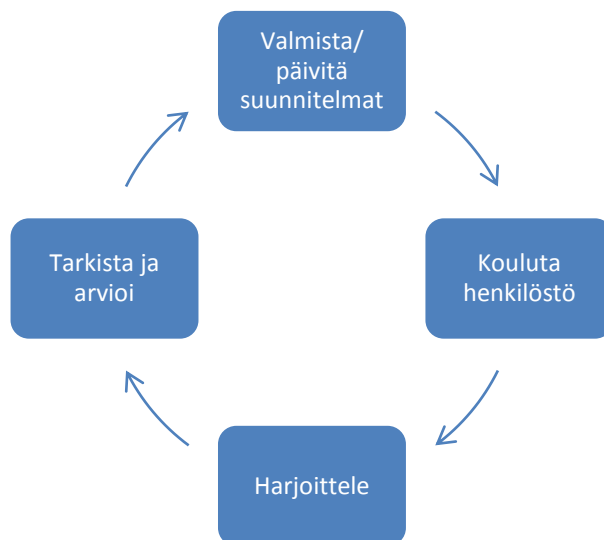 Valmista/
päivitä
suunnitelmat
Kouluta
henkilöstö
Harjoittele
Tarkista ja
arvioi